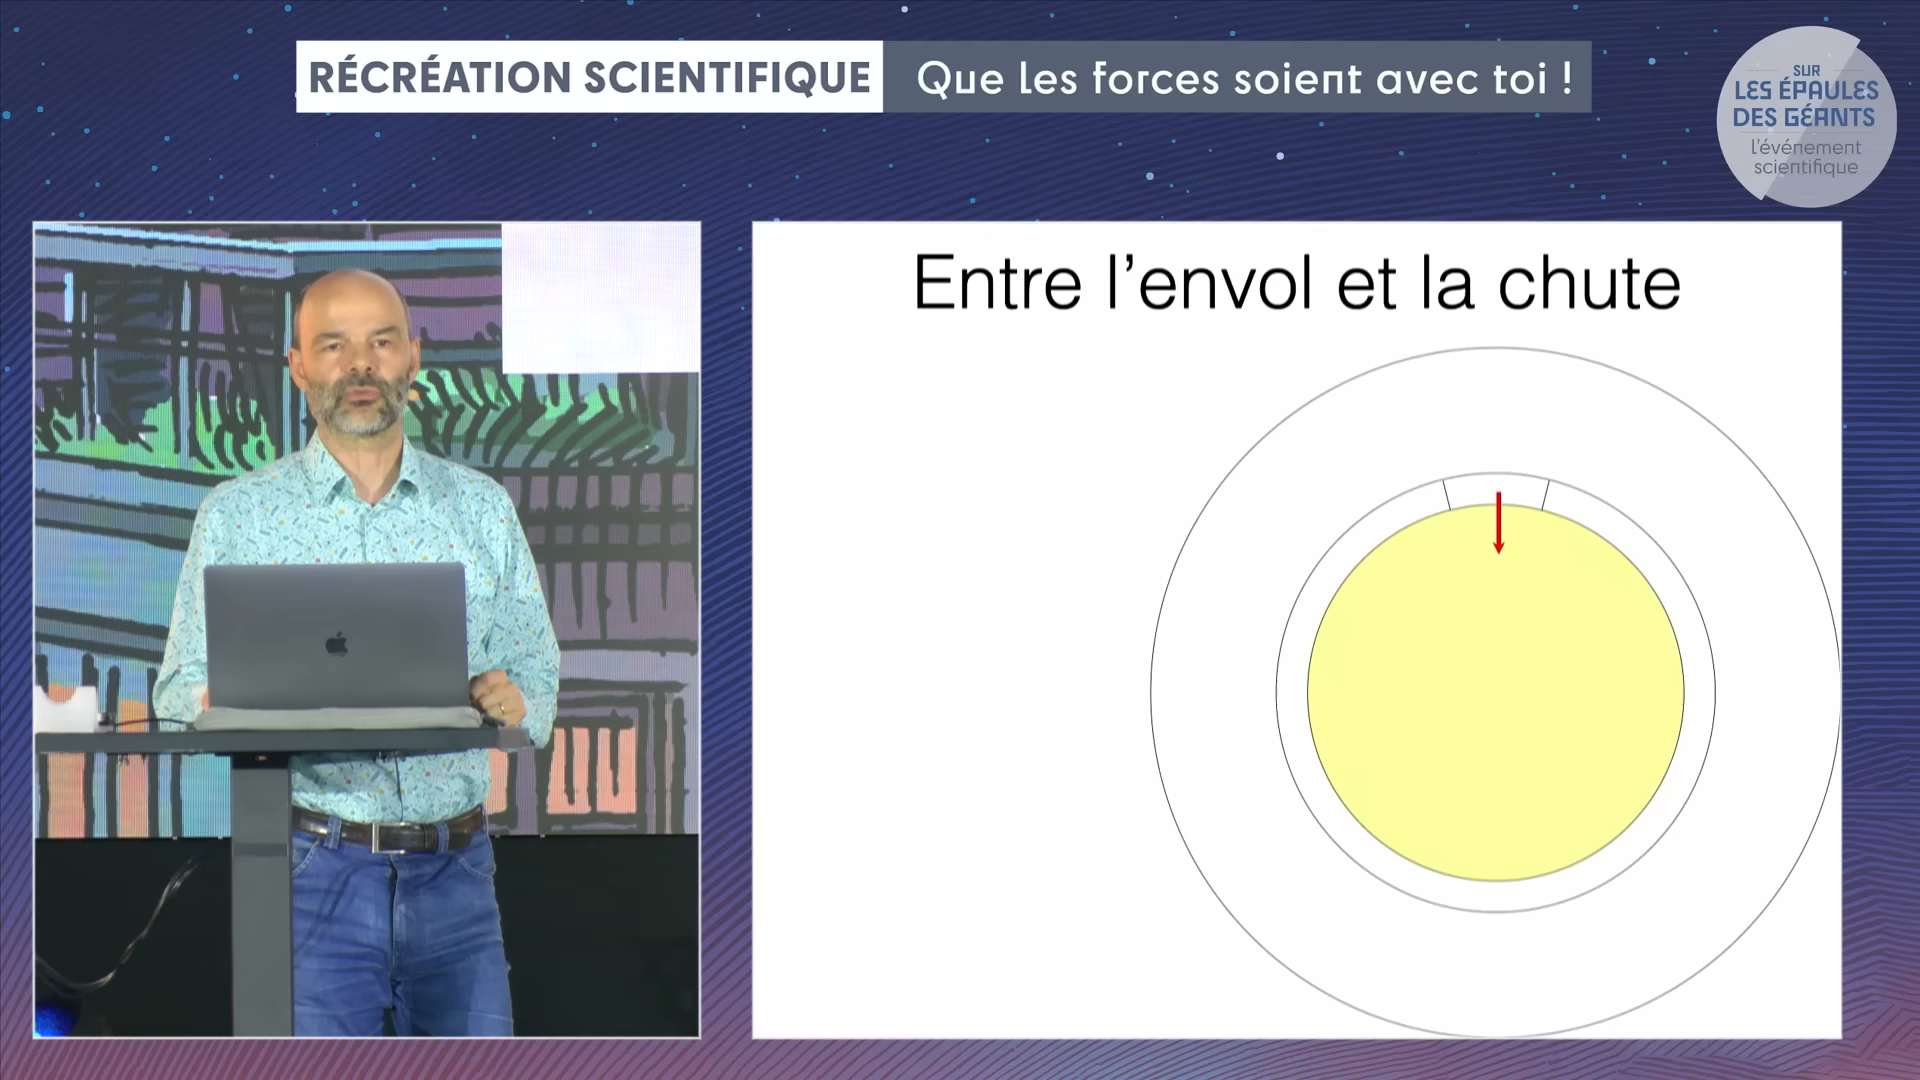 RÉCRÉATION SCIENTIFIQUE
Que les forces soient avec toi !
SUR
LES ÉPAULES
DES GÉANTS
l'événement
scientifique
Entre l'envol et la chute